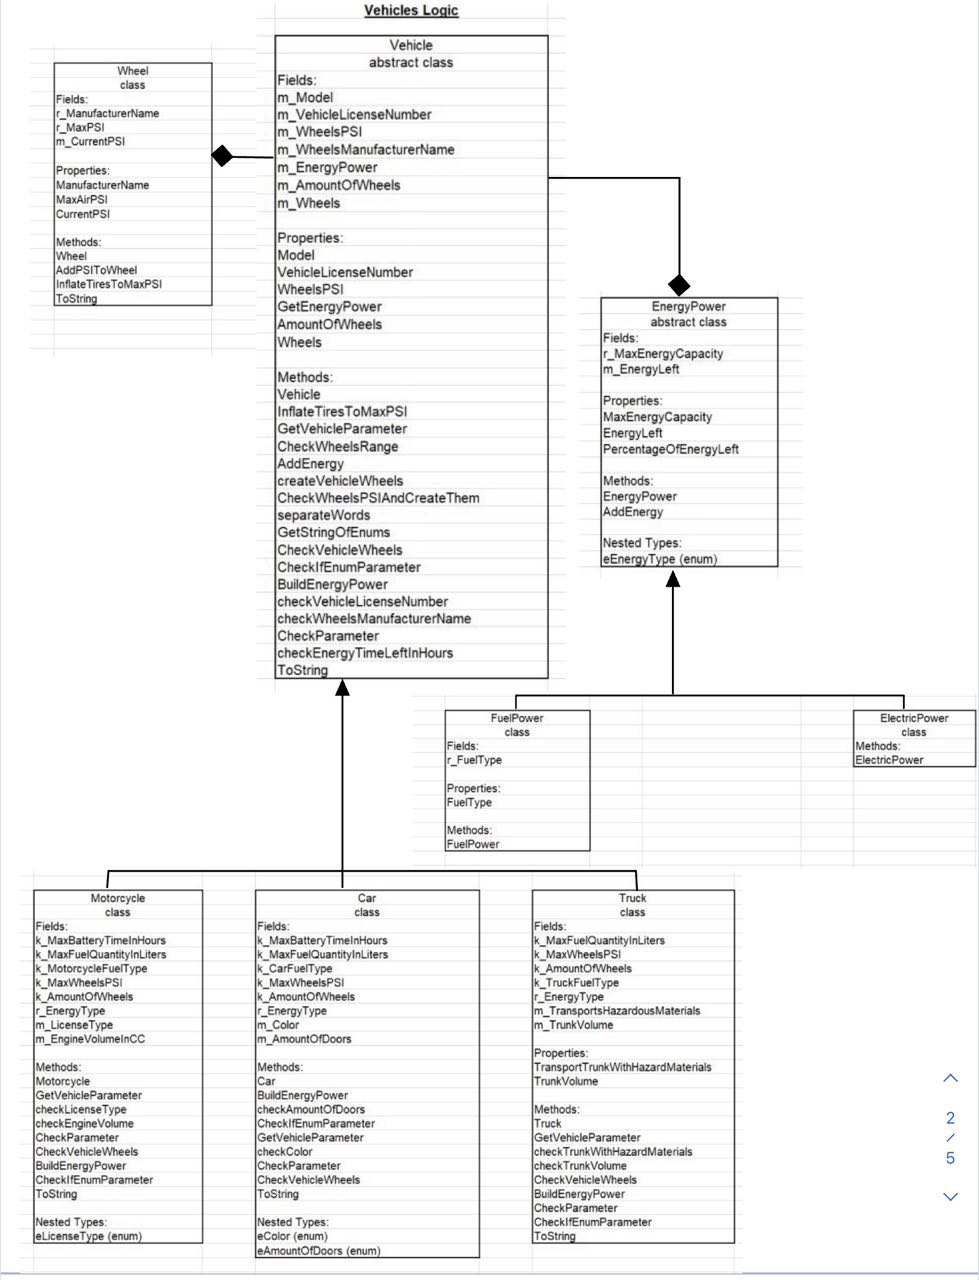 Vehicles Logic
Wheel
class
Fields:
r_ManufacturerName
r_MaxPSI
m_CurrentPSI
Properties:
ManufacturerName
MaxAirPSI
CurrentPSI
Methods:
Wheel
AddPSIToWheel
InflateTiresToMaxPSI
ToString
Vehicle
abstract class
Fields:
m_Model
m_VehicleLicenseNumber
m_WheelsPSI
m_WheelsManufacturerName
m_EnergyPower
m_AmountOfWheels
m_Wheels
Properties:
Model
VehicleLicenseNumber
WheelsPSI
GetEnergyPower
AmountOfWheels
Wheels
Methods:
Vehicle
InflateTiresToMaxPSI
GetVehicleParameter
CheckWheelsRange
AddEnergy
createVehicleWheels
CheckWheelsPSIAndCreateThem
separateWords
GetStringOfEnums
CheckVehicleWheels
CheckIfEnumParameter
BuildEnergyPower
checkVehicleLicenseNumber
checkWheelsManufacturerName
CheckParameter
checkEnergyTimeLeftInHours
ToString
EnergyPower
abstract class
Fields:
r_MaxEnergyCapacity
m_EnergyLeft
Properties:
MaxEnergyCapacity
EnergyLeft
PercentageOfEnergyLeft
Methods:
EnergyPower
AddEnergy
Nested Types:
eEnergyType (enum)
FuelPower
class
Fields:
r_FuelType
Properties:
FuelType
Methods:
FuelPower
ElectricPower
class
Methods:
ElectricPower
Motorcycle
class
Fields:
k_MaxBatteryTimeInHours
k_MaxFuelQuantityInLiters
k_MotorcycleFuelType
k_MaxWheelsPSI
k_AmountOfWheels
r_EnergyType
m_LicenseType
m_EngineVolumeInCC
Methods:
Motorcycle
GetVehicleParameter
checkLicenseType
checkEngineVolume
CheckParameter
CheckVehicleWheels
BuildEnergyPower
CheckIfEnumParameter
ToString
Nested Types:
eLicenseType (enum)
Car
class
Fields:
k_MaxBatteryTimeInHours
k_MaxFuelQuantityInLiters
k_CarFuelType
k_MaxWheelsPSI
k_AmountOfWheels
r_EnergyType
m_Color
m_AmountOfDoors
Methods:
Car
BuildEnergyPower
checkAmountOfDoors
CheckIfEnumParameter
GetVehicleParameter
checkColor
CheckParameter
CheckVehicleWheels
ToString
Nested Types:
eColor (enum)
eAmountOfDoors (enum)
Truck
class
Fields:
k_MaxFuelQuantityInLiters
k_MaxWheelsPSI
k_AmountOfWheels
k_TruckFuelType
r_EnergyType
m_TransportsHazardousMaterials
m_TrunkVolume
Properties:
TransportTrunkWithHazardMaterials
TrunkVolume
Methods:
Truck
GetVehicleParameter
checkTrunkWithHazardMaterials
checkTrunkVolume
CheckVehicleWheels
BuildEnergyPower
CheckParameter
CheckIfEnumParameter
ToString
2
/
5